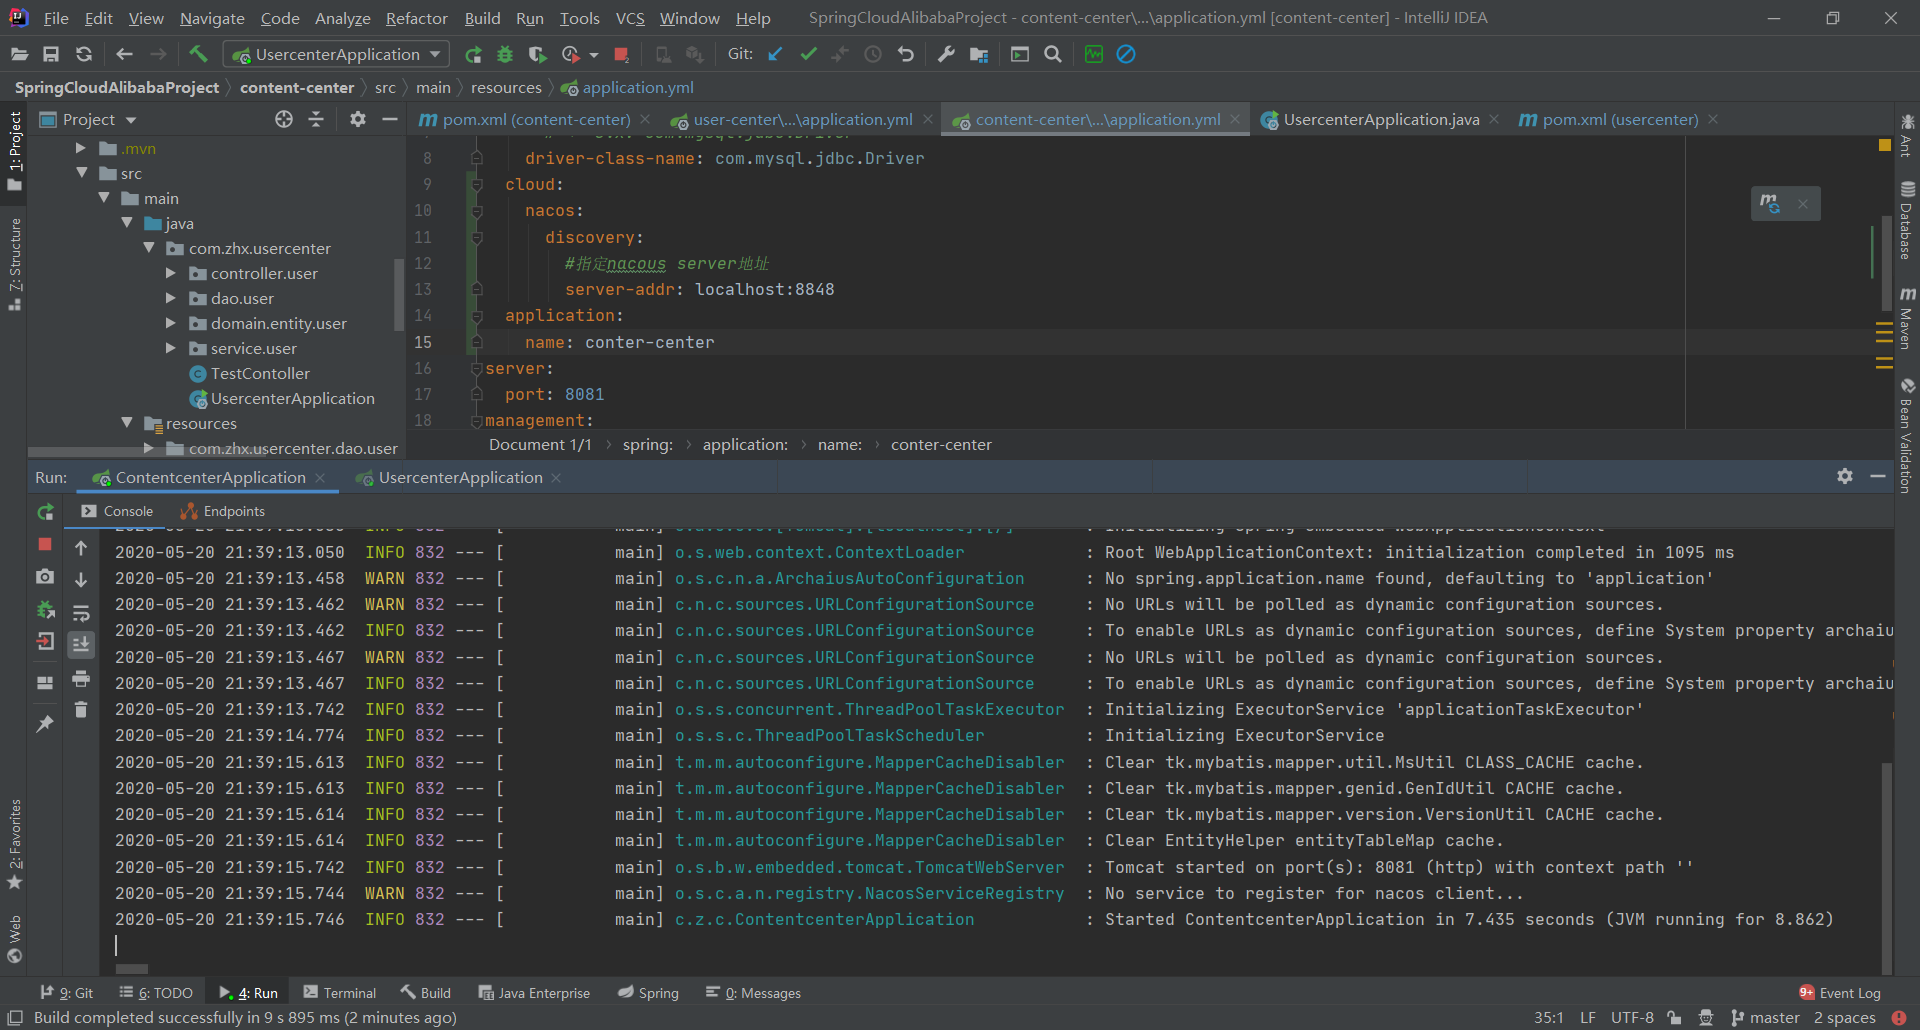 File Edit View Navigate Code Analyze Refactor Build Run Tools VCS Window Help SpringCloudAlibabaProject - content-center\...\application.yml [content-center] - IntelliJ IDEA
UsercenterApplication Git:
SpringCloudAlibabaProject content-center src main resources application.yml
Project pom.xml (content-center) user-center\...\application.yml content-center\...\application.yml UsercenterApplication.java pom.xml (usercenter)
1: Project
7: Structure
2: Favorites
Web
.mvn
src
main
java
com.zhx.usercenter
controller.user
dao.user
domain.entity.user
service.user
TestContoller
UsercenterApplication
resources
com.zhx.usercenter.dao.user
8 driver-class-name: com.mysql.jdbc.Driver
9 cloud:
10 nacos:
11 discovery:
12 #指定nacous server地址
13 server-addr: localhost:8848
14 application:
15 name: conter-center
16 server:
17 port: 8081
18 management:
Document 1/1 spring: application: name: conter-center
Ant
Database
Maven
Bean Validation
Run: ContentcenterApplication UsercenterApplication
Console Endpoints
2020-05-20 21:39:13.050 INFO 832 --- [ main] o.s.web.context.ContextLoader : Root WebApplicationContext: initialization completed in 1095 ms
2020-05-20 21:39:13.458 WARN 832 --- [ main] o.s.c.n.a.ArchaiusAutoConfiguration : No spring.application.name found, defaulting to 'application'
2020-05-20 21:39:13.462 WARN 832 --- [ main] c.n.c.sources.URLConfigurationSource : No URLs will be polled as dynamic configuration sources.
2020-05-20 21:39:13.462 INFO 832 --- [ main] c.n.c.sources.URLConfigurationSource : To enable URLs as dynamic configuration sources, define System property archaiu
2020-05-20 21:39:13.467 WARN 832 --- [ main] c.n.c.sources.URLConfigurationSource : No URLs will be polled as dynamic configuration sources.
2020-05-20 21:39:13.467 INFO 832 --- [ main] c.n.c.sources.URLConfigurationSource : To enable URLs as dynamic configuration sources, define System property archaiu
2020-05-20 21:39:13.742 INFO 832 --- [ main] o.s.s.concurrent.ThreadPoolTaskExecutor : Initializing ExecutorService 'applicationTaskExecutor'
2020-05-20 21:39:14.774 INFO 832 --- [ main] o.s.s.c.ThreadPoolTaskScheduler : Initializing ExecutorService
2020-05-20 21:39:15.613 INFO 832 --- [ main] t.m.m.autoconfigure.MapperCacheDisabler : Clear tk.mybatis.mapper.util.MsUtil CLASS_CACHE cache.
2020-05-20 21:39:15.613 INFO 832 --- [ main] t.m.m.autoconfigure.MapperCacheDisabler : Clear tk.mybatis.mapper.genid.GenIdUtil CACHE cache.
2020-05-20 21:39:15.614 INFO 832 --- [ main] t.m.m.autoconfigure.MapperCacheDisabler : Clear tk.mybatis.mapper.version.VersionUtil CACHE cache.
2020-05-20 21:39:15.614 INFO 832 --- [ main] t.m.m.autoconfigure.MapperCacheDisabler : Clear EntityHelper entityTableMap cache.
2020-05-20 21:39:15.742 INFO 832 --- [ main] o.s.b.w.embedded.tomcat.TomcatWebServer : Tomcat started on port(s): 8081 (http) with context path ''
2020-05-20 21:39:15.744 WARN 832 --- [ main] o.s.c.a.n.registry.NacosServiceRegistry : No service to register for nacos client...
2020-05-20 21:39:15.746 INFO 832 --- [ main] c.z.c.ContentcenterApplication : Started ContentcenterApplication in 7.435 seconds (JVM running for 8.862)
9: Git 6: TODO 4: Run Terminal Build Java Enterprise Spring 0: Messages 9+ Event Log
Build completed successfully in 9 s 895 ms (2 minutes ago) 35:1 LF UTF-8 master 2 spaces